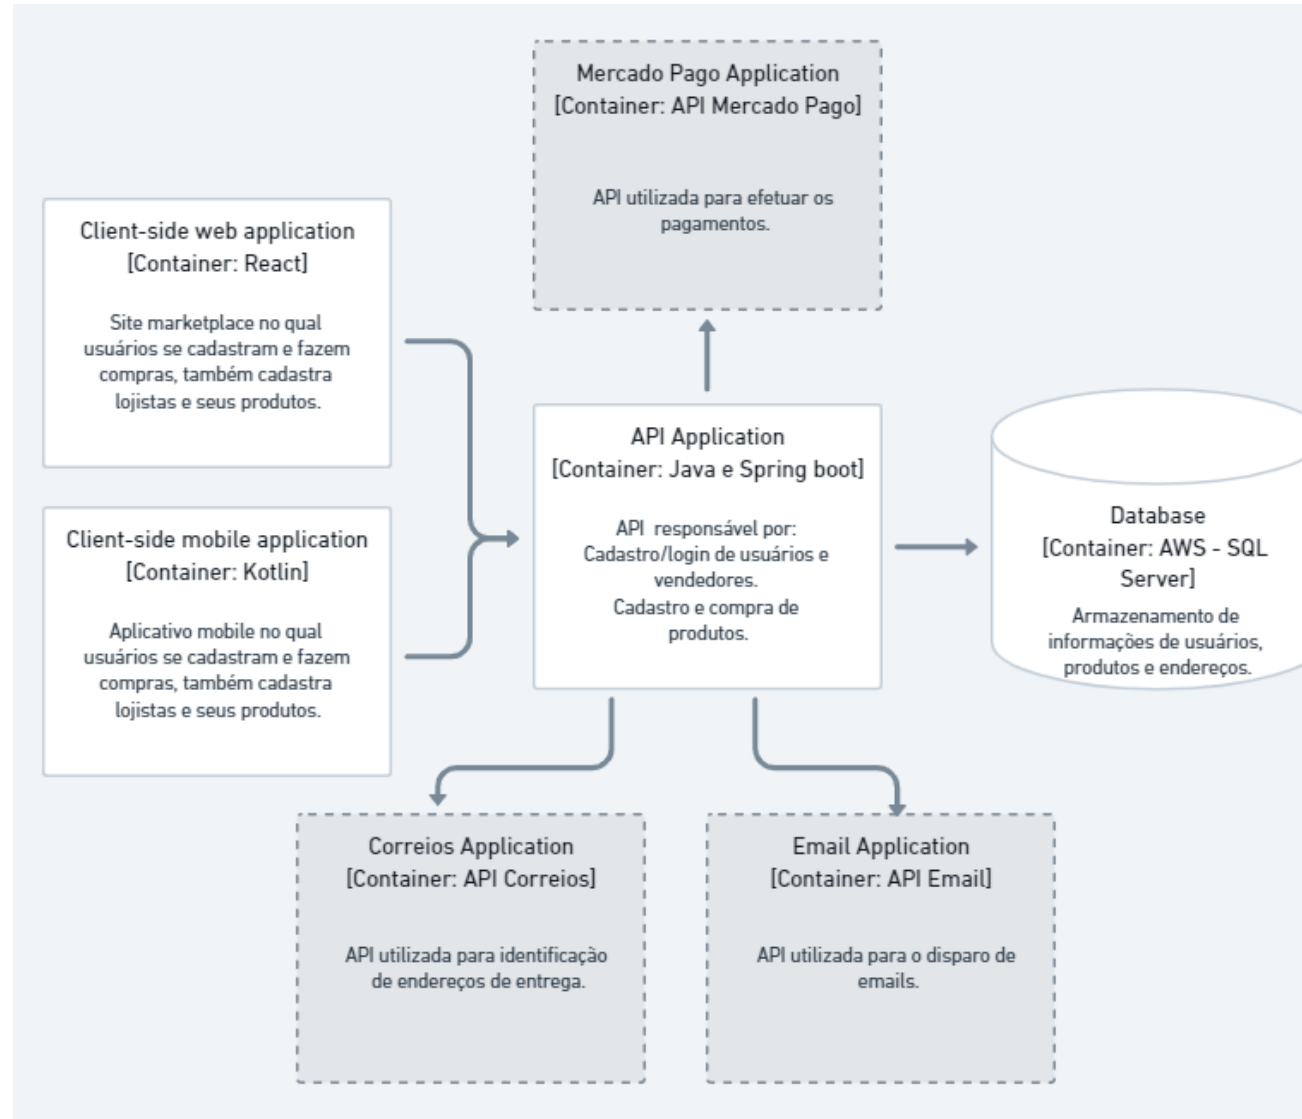 Mercado Pago Application
[Container: API Mercado Pago]
API utilizada para efetuar os
pagamentos.
Client-side web application
[Container: React]
Site marketplace no qual
usuários se cadastram e fazem
compras, também cadastra
lojistas e seus produtos.
Client-side mobile application
[Container: Kotlin]
Aplicativo mobile no qual
usuários se cadastram e fazem
compras, também cadastra
lojistas e seus produtos.
API Application
[Container: Java e Spring boot]
API responsável por:
Cadastro/login de usuários e
vendedores.
Cadastro e compra de
produtos.
Database
[Container: AWS - SQL
Server]
Armazenamento de
informações de usuários,
produtos e endereços.
Correios Application
[Container: API Correios]
API utilizada para identificação
de endereços de entrega.
Email Application
[Container: API Email]
API utilizada para o disparo de
emails.